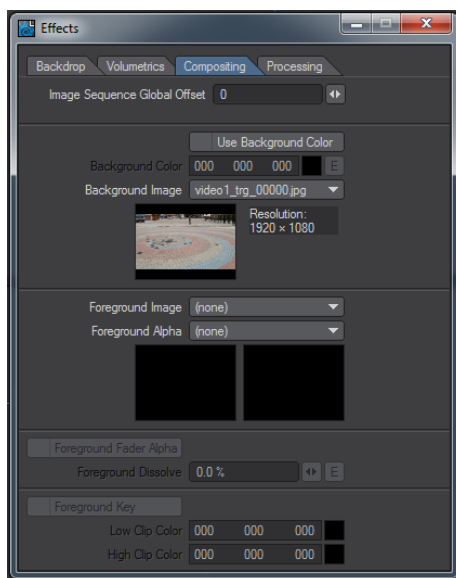 Effects
Backdrop Volumetrics Compositing Processing
Image Sequence Global Offset 0
Use Background Color
Background Color 000 000 000 E
Background Image video1_trg_00000.jpg
Resolution:
1920 × 1080
Foreground Image (none)
Foreground Alpha (none)
Foreground Fader Alpha
Foreground Dissolve 0.0 % E
Foreground Key
Low Clip Color 000 000 000
High Clip Color 000 000 000